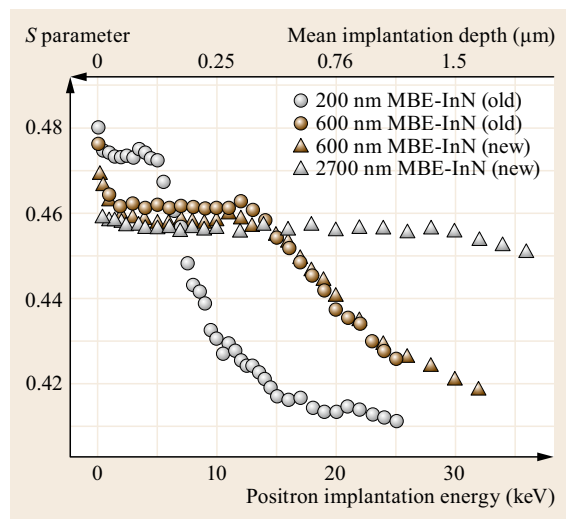 S parameter Mean implantation depth (µm)
0 0.25 0.76 1.5
200 nm MBE-InN (old)
600 nm MBE-InN (old)
600 nm MBE-InN (new)
2700 nm MBE-InN (new)
0.48
0.46
0.44
0.42
0 10 20 30
Positron implantation energy (keV)